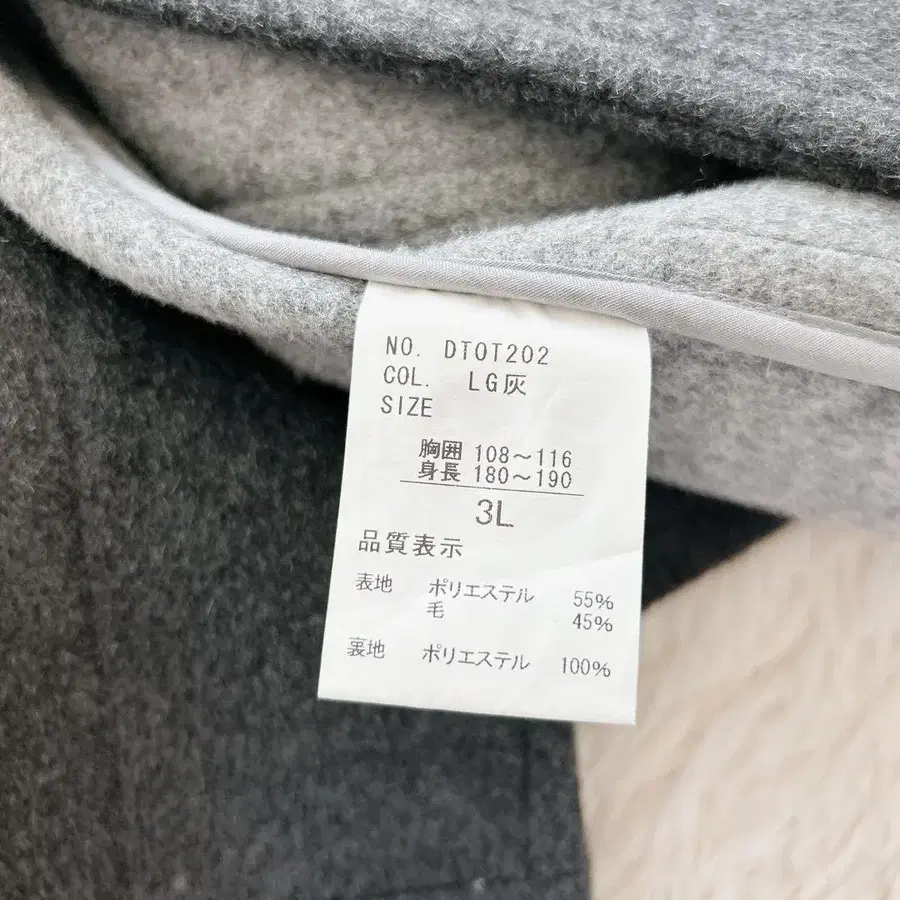 NO. DTOT202
COL. LG灰
SIZE
胸囲 108～116
身長 180～190
3L
品質表示
表地 ポリエステル 55%
毛 45%
裏地 ポリエステル 100%